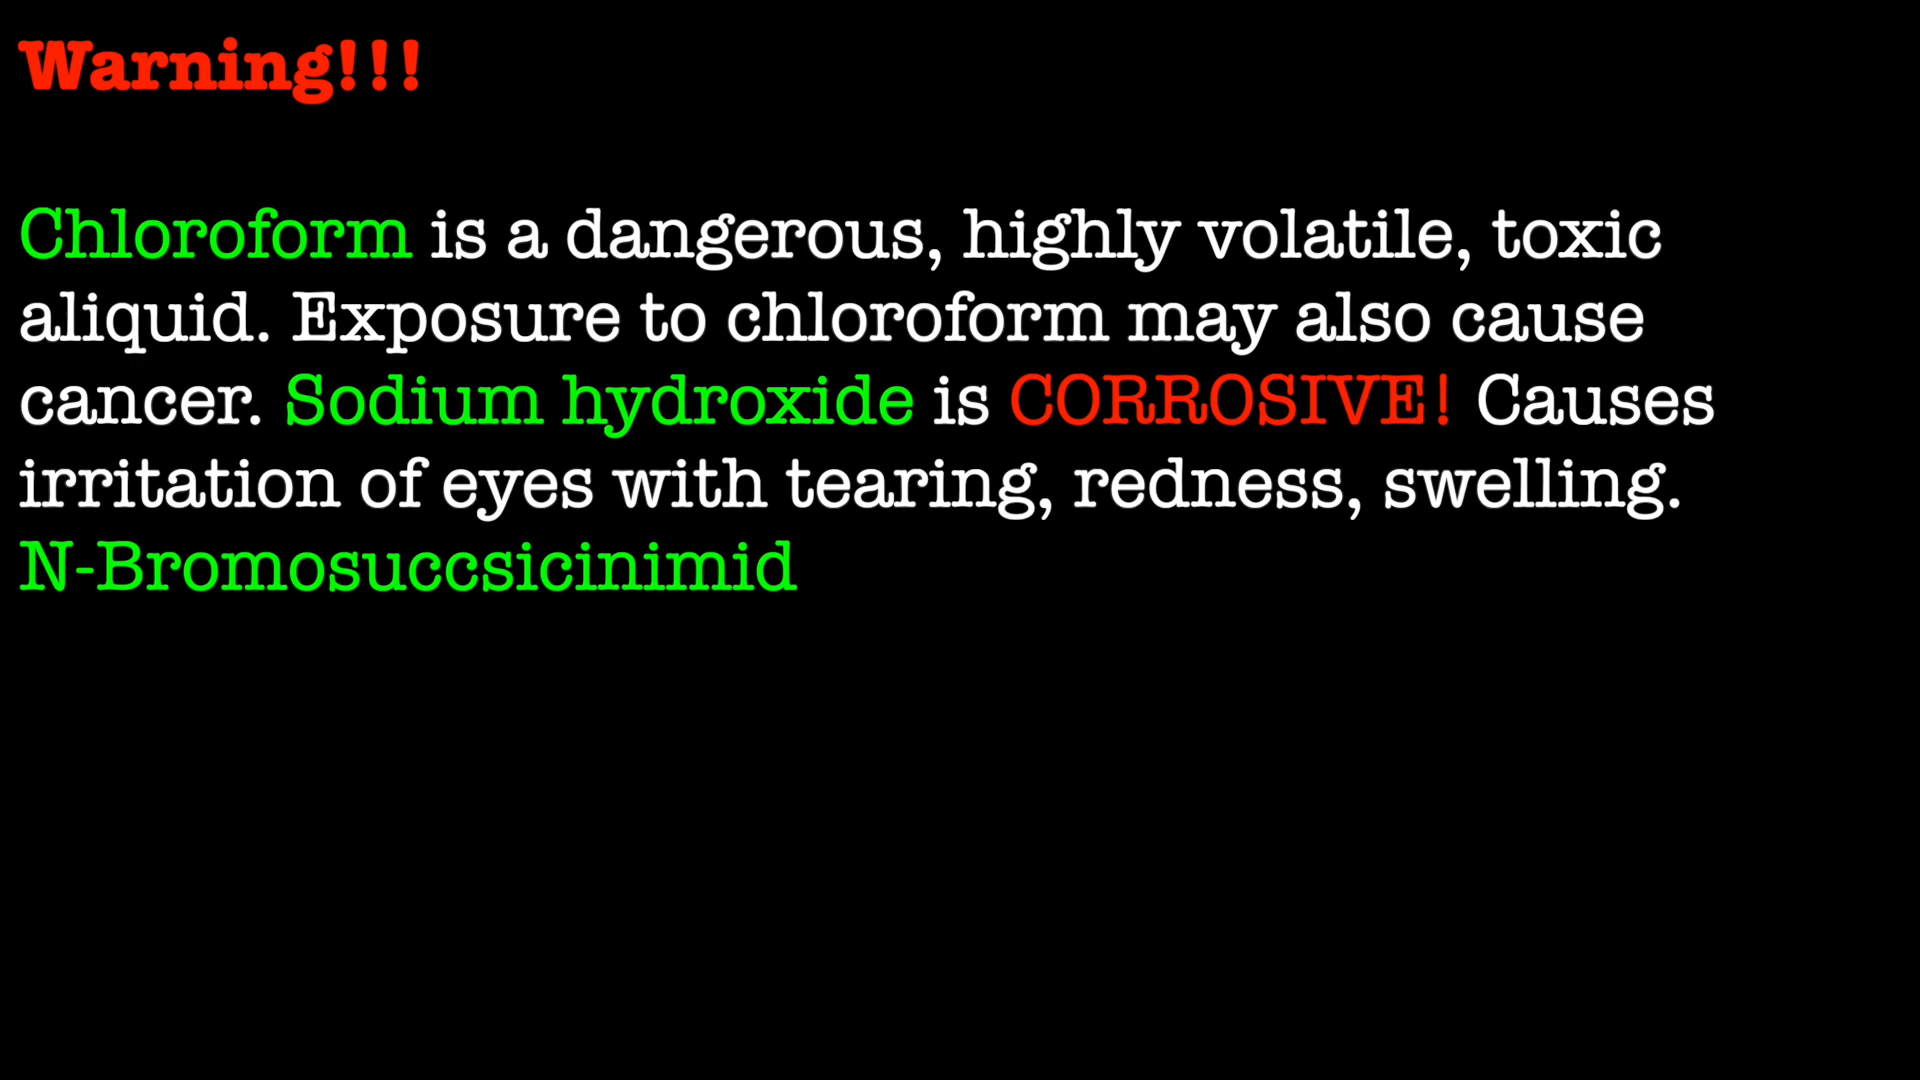 Warning!!!
Chloroform is a dangerous, highly volatile, toxic
aliquid. Exposure to chloroform may also cause
cancer. Sodium hydroxide is CORROSIVE! Causes
irritation of eyes with tearing, redness, swelling.
N-Bromosuccsicinimid